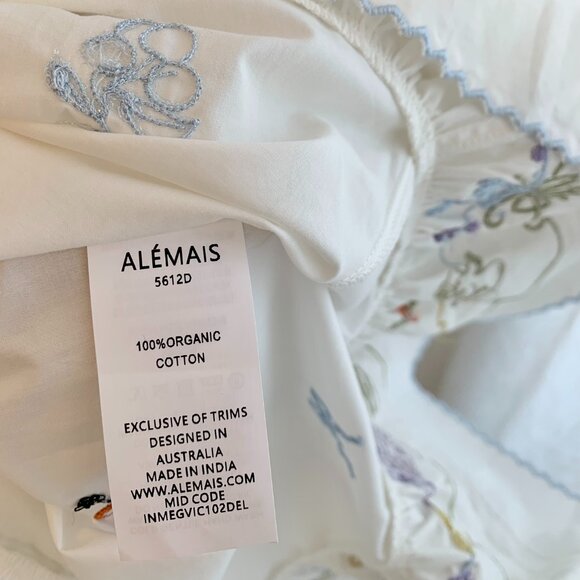 ALÉMAIS
5612D
100%ORGANIC
COTTON
EXCLUSIVE OF TRIMS
DESIGNED IN
AUSTRALIA
MADE IN INDIA
WWW.ALEMAIS.COM
MID CODE
INMEGVIC102DEL